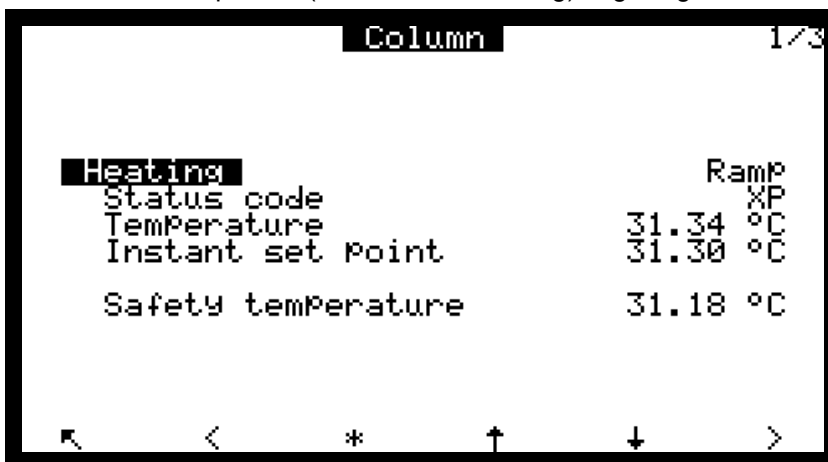 Column 1/3
Heating Ramp
Status code XP
Temperature 31.34 °C
Instant set point 31.30 °C
Safety temperature 31.18 °C
< * ↑ ↓ >